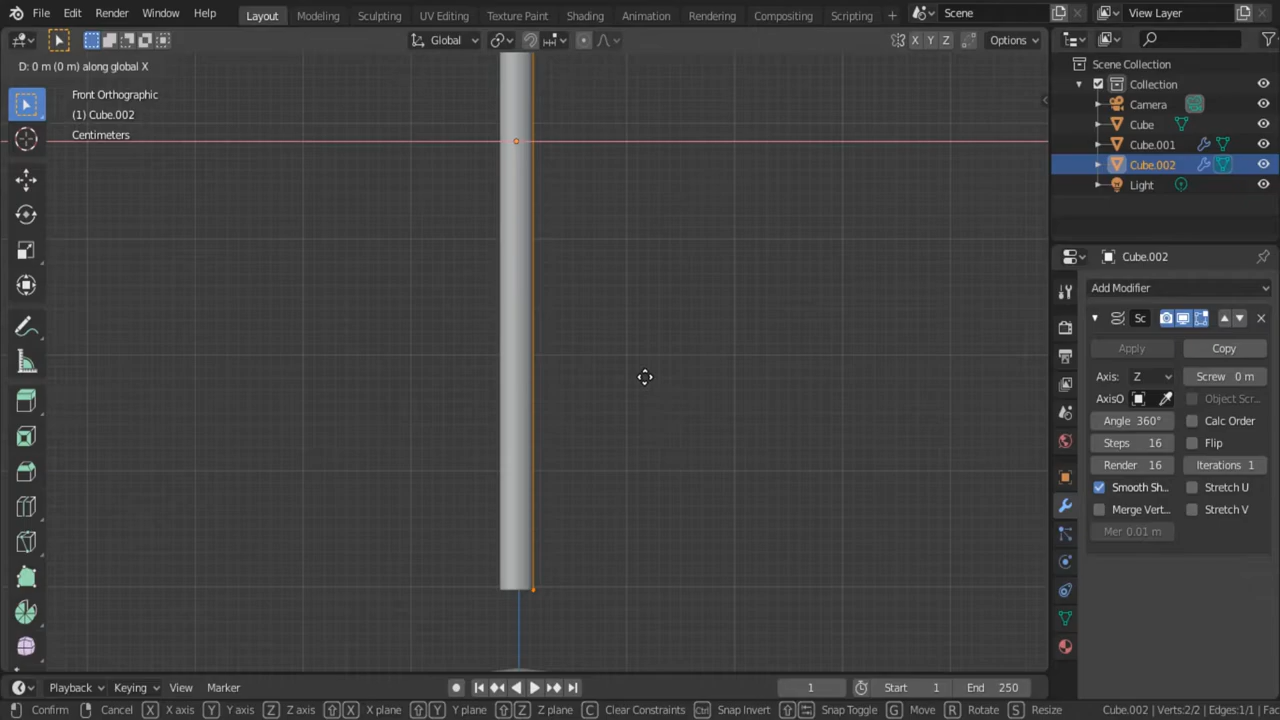 File Edit Render Window Help Layout Modeling Sculpting UV Editing Texture Paint Shading Animation Rendering Compositing Scripting + Scene View Layer
Global X Y Z Options
D: 0 m (0 m) along global X
Front Orthographic
(1) Cube.002
Centimeters
Scene Collection
Collection
Camera
Cube
Cube.001
Cube.002
Light
Cube.002
Add Modifier
Sc
Apply Copy
Axis: Z Screw 0 m
AxisO Object Scr...
Angle 360° Calc Order
Steps 16 Flip
Render 16 Iterations 1
Smooth Sh... Stretch U
Merge Vert... Stretch V
Mer 0.01 m
Playback Keying View Marker 1 Start 1 End 250
Confirm Cancel X X axis Y Y axis Z Z axis X X plane Y Y plane Z Z plane C Clear Constraints Ctrl Snap Invert Snap Toggle G Move R Rotate S Resize Cube.002 | Verts:2/2 | Edges:1/1 | Fac